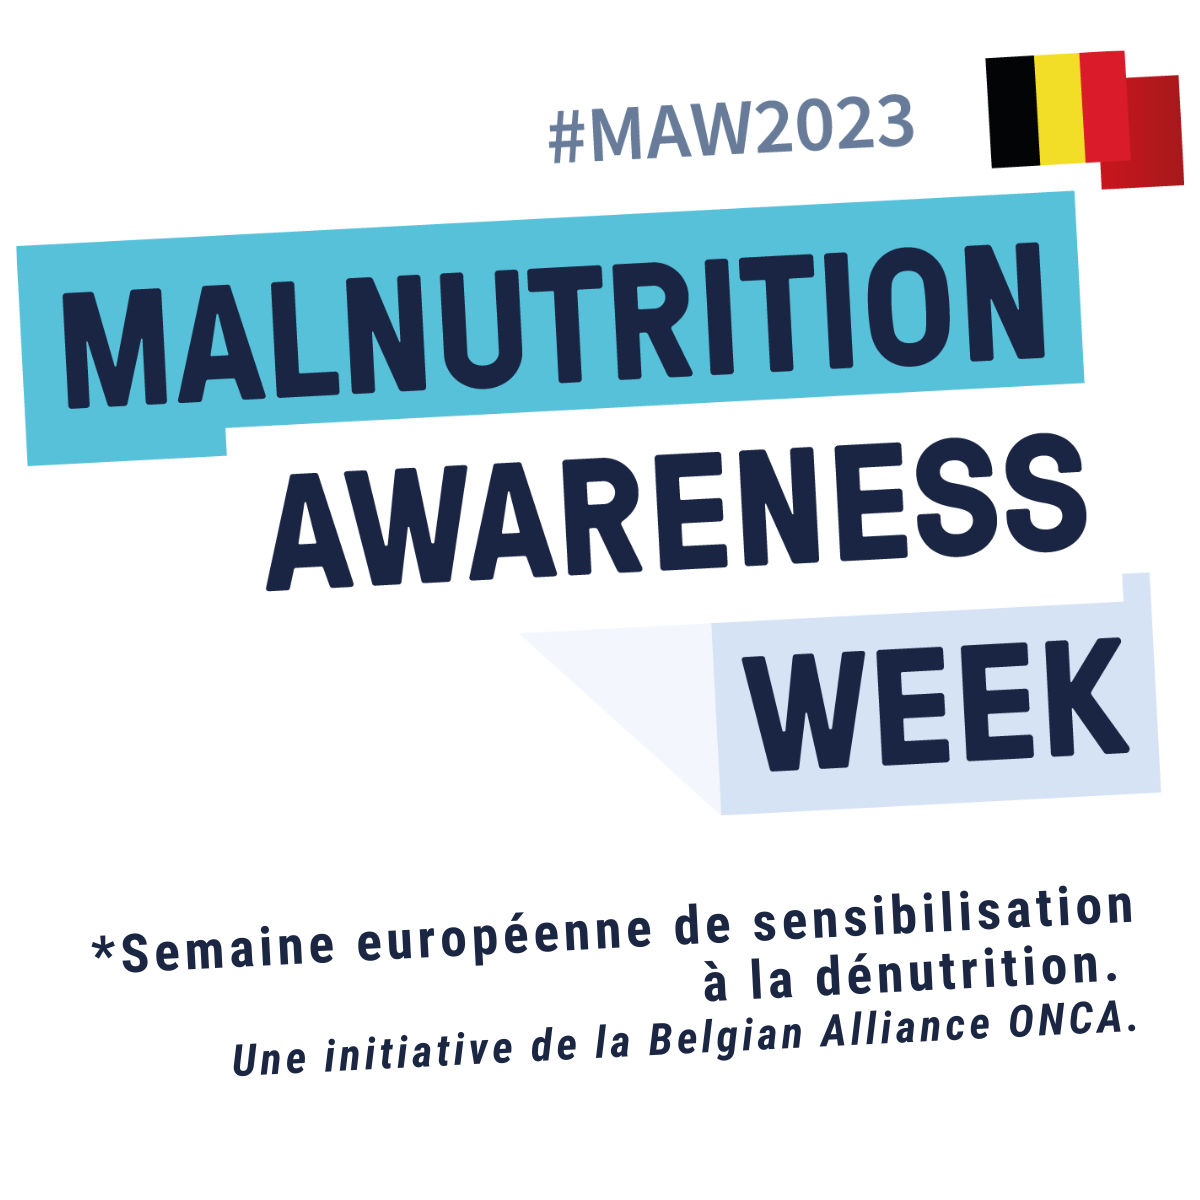 #MAW2023
MALNUTRITION
AWARENESS
WEEK
*Semaine européenne de sensibilisation
à la dénutrition.
Une initiative de la Belgian Alliance ONCA.